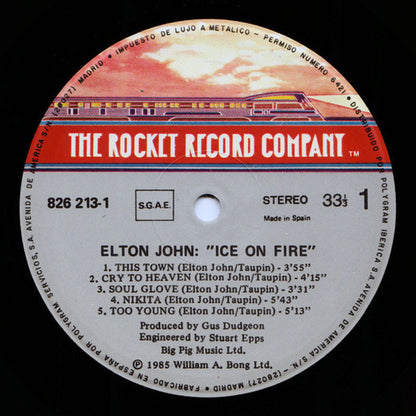 IMPUESTO DE LUJO A METALICO - PERMISO NUMERO 6421
THE ROCKET RECORD COMPANY TM
826 213-1
S.G.A.E.
STEREO 33⅓ 1
Made in Spain
ELTON JOHN: "ICE ON FIRE"
1. THIS TOWN (Elton John/Taupin) - 3'55"
2. CRY TO HEAVEN (Elton John/Taupin) - 4'15"
3. SOUL GLOVE (Elton John/Taupin) - 3'31"
4. NIKITA (Elton John/Taupin) - 5'43"
5. TOO YOUNG (Elton John/Taupin) - 5'13"
Produced by Gus Dudgeon
Engineered by Stuart Epps
Big Pig Music Ltd.
℗ 1985 William A. Bong Ltd.
FABRICADO EN ESPAÑA POR POLYGRAM SERVICIOS, S.A. AVENIDA DE AMERICA S/N. (28027) MADRID
DISTRIBUIDO POR POLYGRAM IBERICA S.A. AVENIDA DE AMERICA, S/N - (28027) MADRID